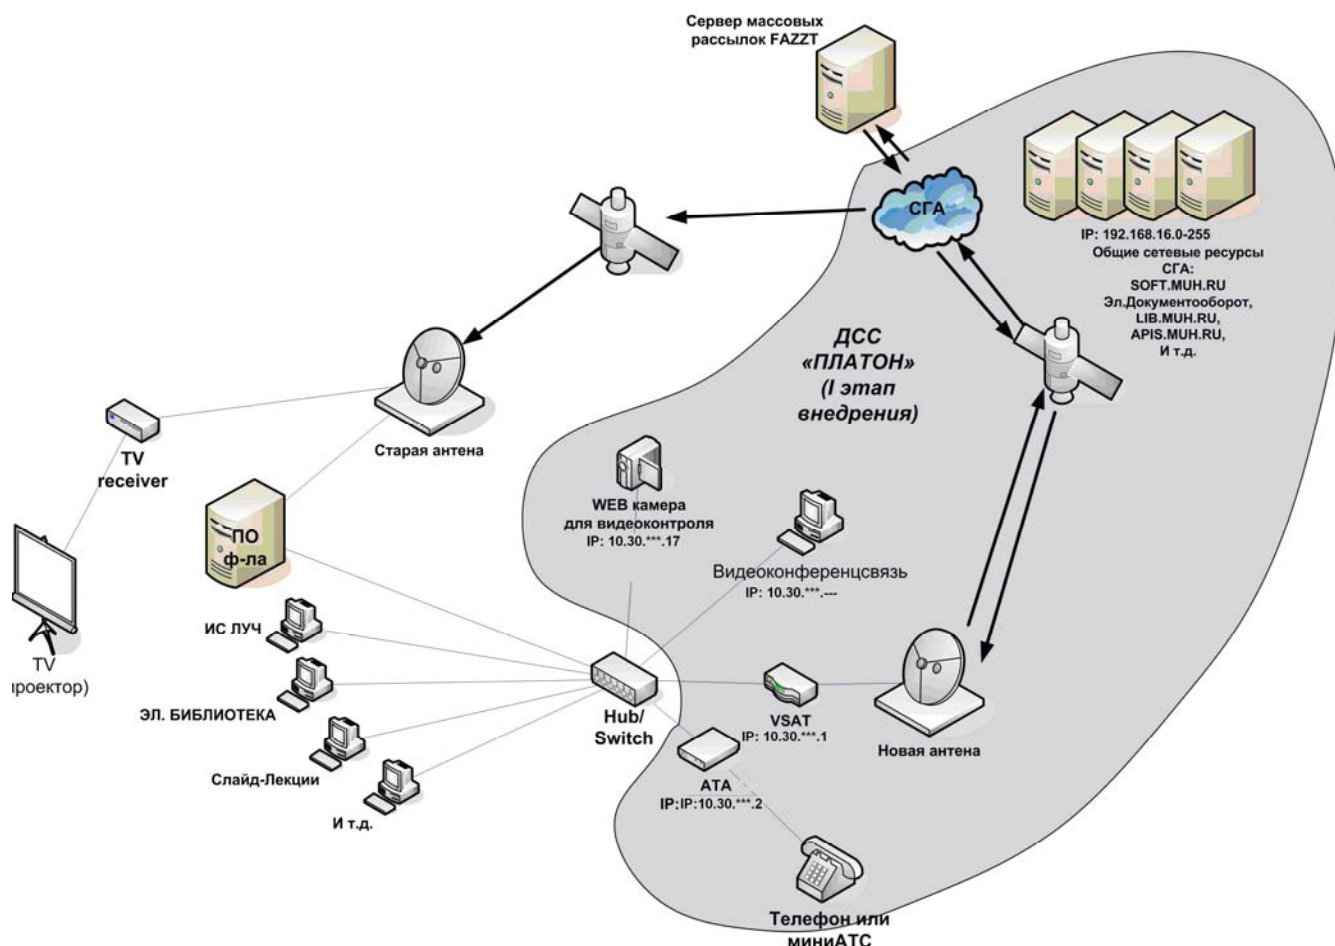 Сервер массовых
рассылок FAZZT
СГА
IP: 192.168.16.0-255
Общие сетевые ресурсы
СГА:
SOFT.MUH.RU
Эл.Документооборот,
LIB.MUH.RU,
APIS.MUH.RU,
И т.д.
ДСС
«ПЛАТОН»
(I этап
внедрения)
Старая антена
TV
receiver
WEB камера
для видеоконтроля
IP: 10.30.***.17
ПО
ф-ла
Видеоконференцсвязь
IP: 10.30.***.---
ИС ЛУЧ
TV
проектор)
ЭЛ. БИБЛИОТЕКА
Hub/
Switch
VSAT
IP: 10.30.***.1
Новая антена
Слайд-Лекции
ATA
IP:IP:10.30.***.2
И т.д.
Телефон или
миниАТС